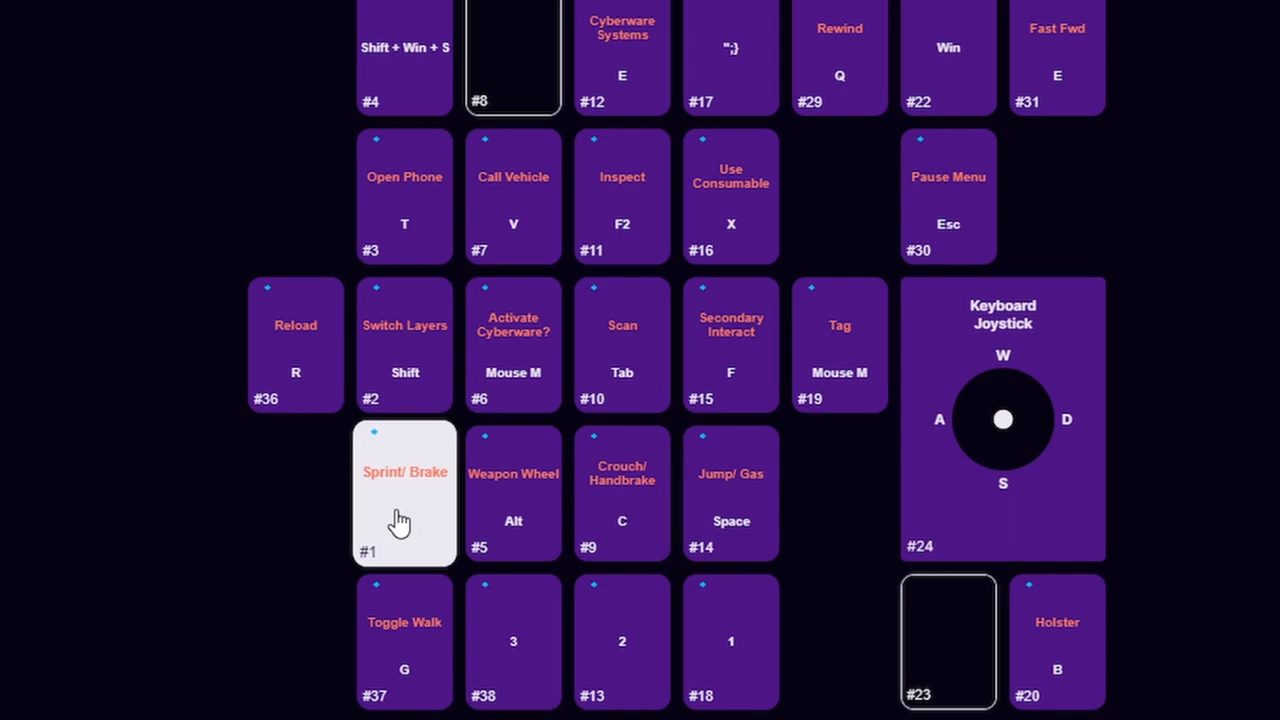 Cyberware
Systems
Rewind
Fast Fwd
Shift + Win + S
";}
Win
E
Q
E
#4
#8
#12
#17
#29
#22
#31
Open Phone
Call Vehicle
Inspect
Use
Consumable
Pause Menu
T
V
F2
X
Esc
#3
#7
#11
#16
#30
Reload
Switch Layers
Activate
Cyberware?
Scan
Secondary
Interact
Tag
R
Shift
Mouse M
Tab
F
Mouse M
#36
#2
#6
#10
#15
#19
Keyboard
Joystick
W
A
D
S
#24
Sprint/ Brake
Weapon Wheel
Crouch/
Handbrake
Jump/ Gas
Alt
C
Space
#1
#5
#9
#14
Toggle Walk
3
2
1
Holster
G
B
#37
#38
#13
#18
#23
#20